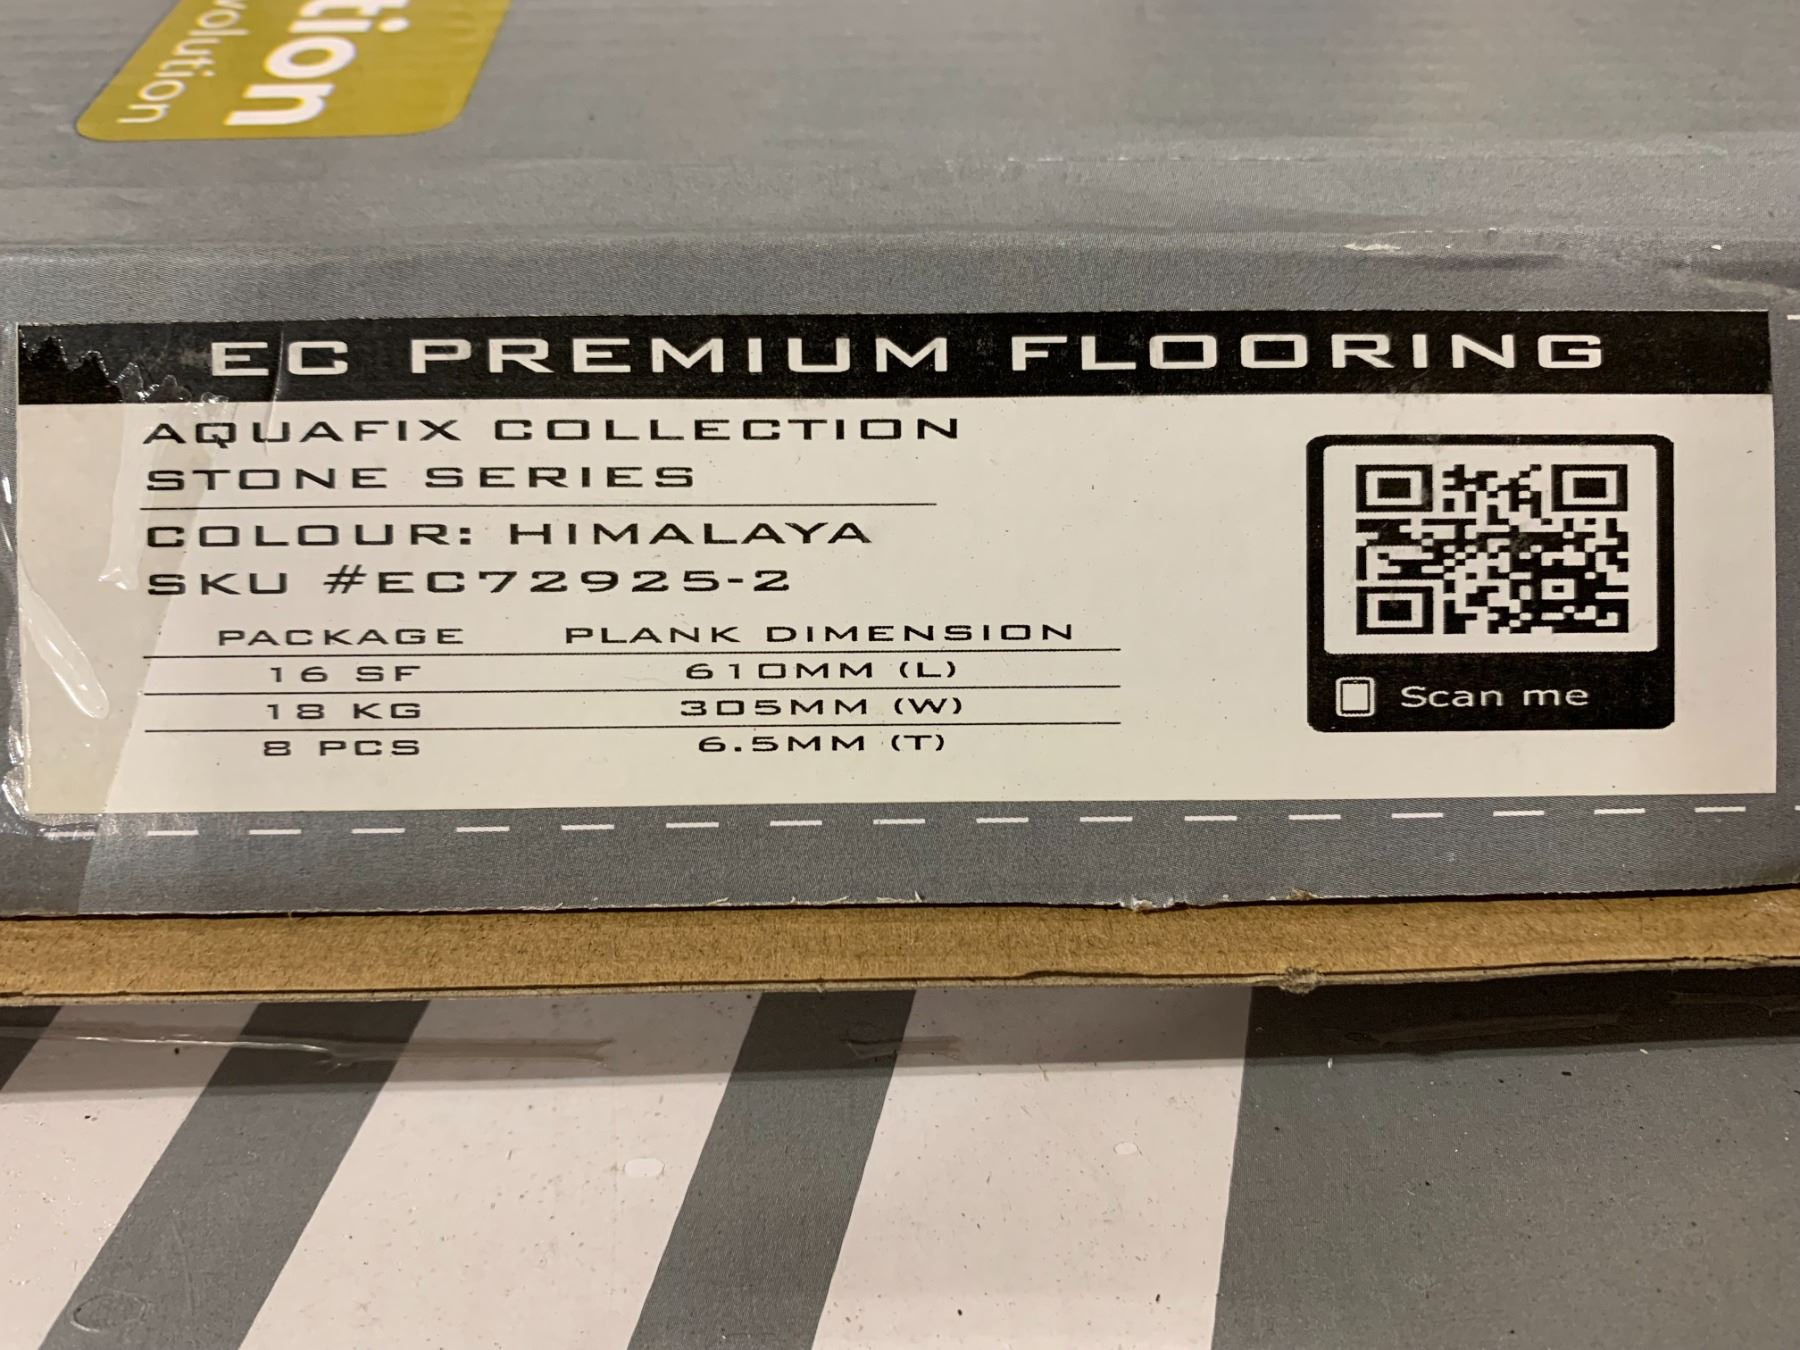 tion
volution
EC PREMIUM FLOORING
AQUAFIX COLLECTION
STONE SERIES
COLOUR: HIMALAYA
SKU #EC72925-2
PACKAGE PLANK DIMENSION
16 SF 610MM (L)
18 KG 305MM (W)
8 PCS 6.5MM (T)
Scan me